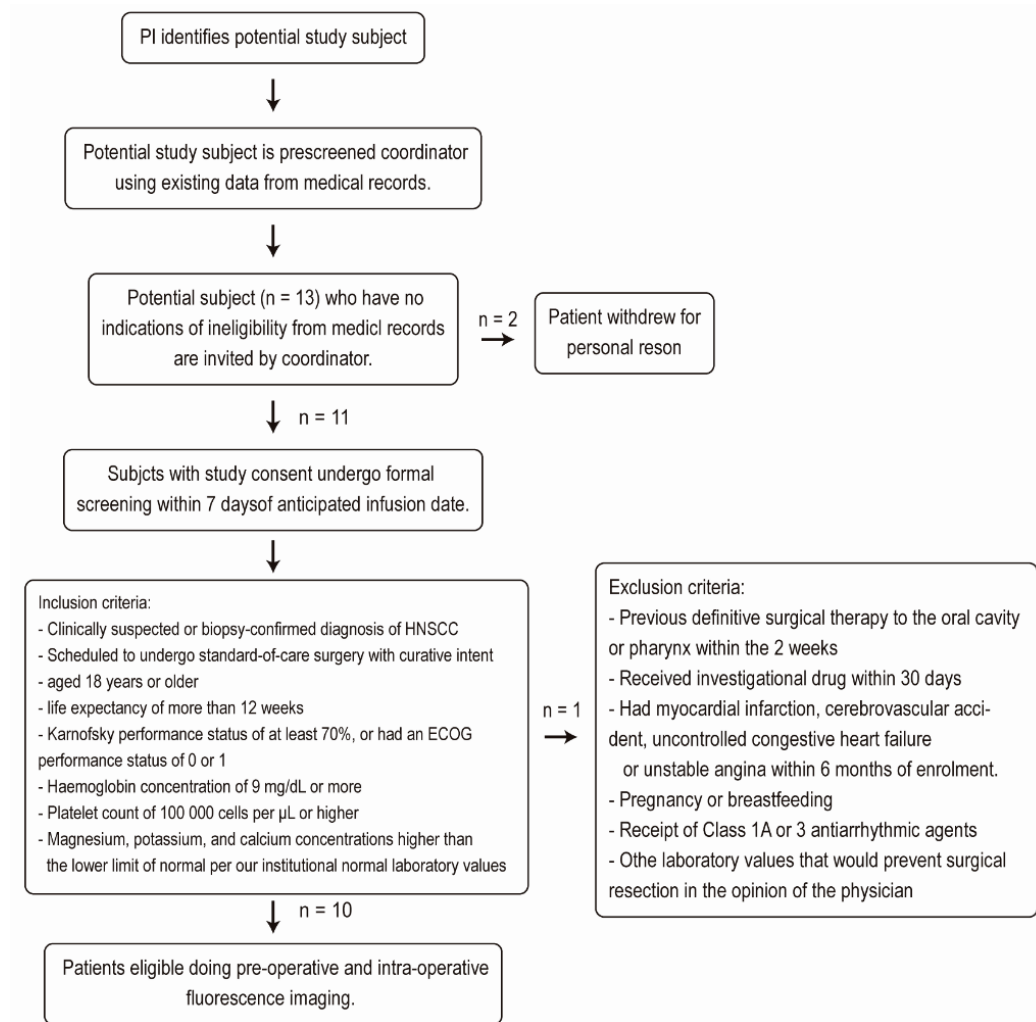 PI identifies potential study subject
Potential study subject is prescreened coordinator
using existing data from medical records.
Potential subject (n = 13) who have no
indications of ineligibility from medicl records
are invited by coordinator.
n = 2
Patient withdrew for
personal reson
n = 11
Subjcts with study consent undergo formal
screening within 7 daysof anticipated infusion date.
Inclusion criteria:
- Clinically suspected or biopsy-confirmed diagnosis of HNSCC
- Scheduled to undergo standard-of-care surgery with curative intent
- aged 18 years or older
- life expectancy of more than 12 weeks
- Karnofsky performance status of at least 70%, or had an ECOG
performance status of 0 or 1
- Haemoglobin concentration of 9 mg/dL or more
- Platelet count of 100 000 cells per µL or higher
- Magnesium, potassium, and calcium concentrations higher than
the lower limit of normal per our institutional normal laboratory values
n = 1
Exclusion criteria:
- Previous definitive surgical therapy to the oral cavity
or pharynx within the 2 weeks
- Received investigational drug within 30 days
- Had myocardial infarction, cerebrovascular acci-
dent, uncontrolled congestive heart failure
or unstable angina within 6 months of enrolment.
- Pregnancy or breastfeeding
- Receipt of Class 1A or 3 antiarrhythmic agents
- Othe laboratory values that would prevent surgical
resection in the opinion of the physician
n = 10
Patients eligible doing pre-operative and intra-operative
fluorescence imaging.